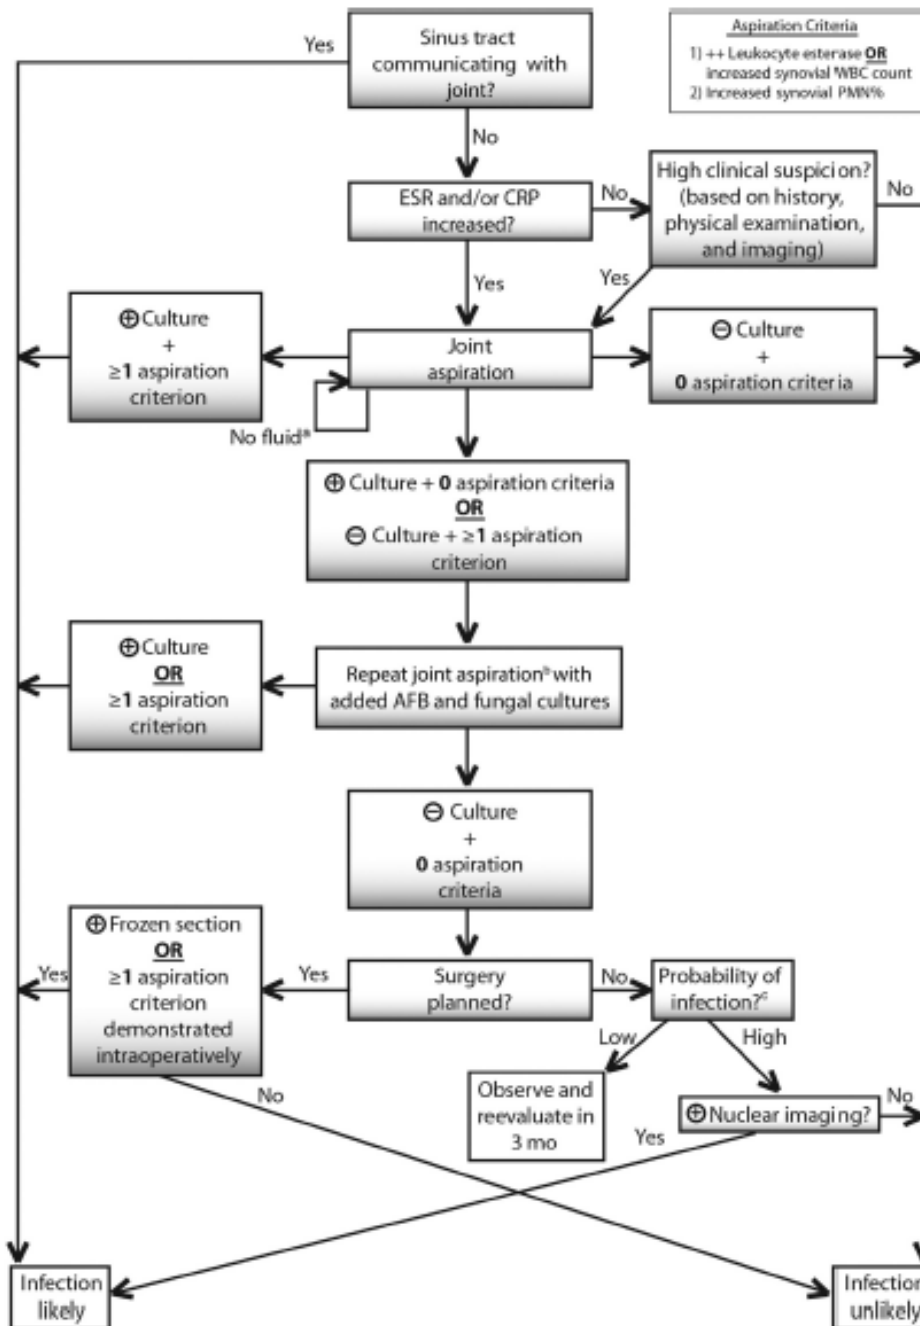 Yes
Sinus tract
communicating with
joint?
Aspiration Criteria
1) ++ Leukocyte esterase OR
increased synovial WBC count
2) Increased synovial PMN%
No
ESR and/or CRP
increased?
No
High clinical suspicion?
(based on history,
physical examination,
and imaging)
No
Yes
Yes
⊕ Culture
+
≥1 aspiration
criterion
Joint
aspiration
⊖ Culture
+
0 aspiration criteria
No fluidª
⊕ Culture + 0 aspiration criteria
OR
⊖ Culture + ≥1 aspiration
criterion
⊕ Culture
OR
≥1 aspiration
criterion
Repeat joint aspirationᵇ with
added AFB and fungal cultures
⊖ Culture
+
0 aspiration
criteria
⊕ Frozen section
OR
≥1 aspiration
criterion
demonstrated
intraoperatively
Yes
Yes
Surgery
planned?
No
Probability of
infection?ᶜ
Low
High
No
Observe and
reevaluate in
3 mo
⊕ Nuclear imaging?
No
Yes
Infection
likely
Infection
unlikely